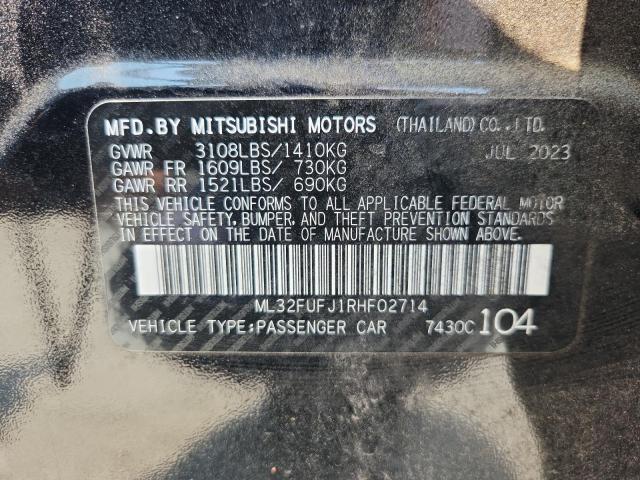 MFD.BY MITSUBISHI MOTORS (THAILAND)CO.,LTD.
GVWR 3108LBS/1410KG JUL 2023
GAWR FR 1609LBS/ 730KG
GAWR RR 1521LBS/ 690KG
THIS VEHICLE CONFORMS TO ALL APPLICABLE FEDERAL MOTOR
VEHICLE SAFETY, BUMPER, AND THEFT PREVENTION STANDARDS
IN EFFECT ON THE DATE OF MANUFACTURE SHOWN ABOVE.
ML32FUFJ1RHF02714
VEHICLE TYPE:PASSENGER CAR 7430C 104